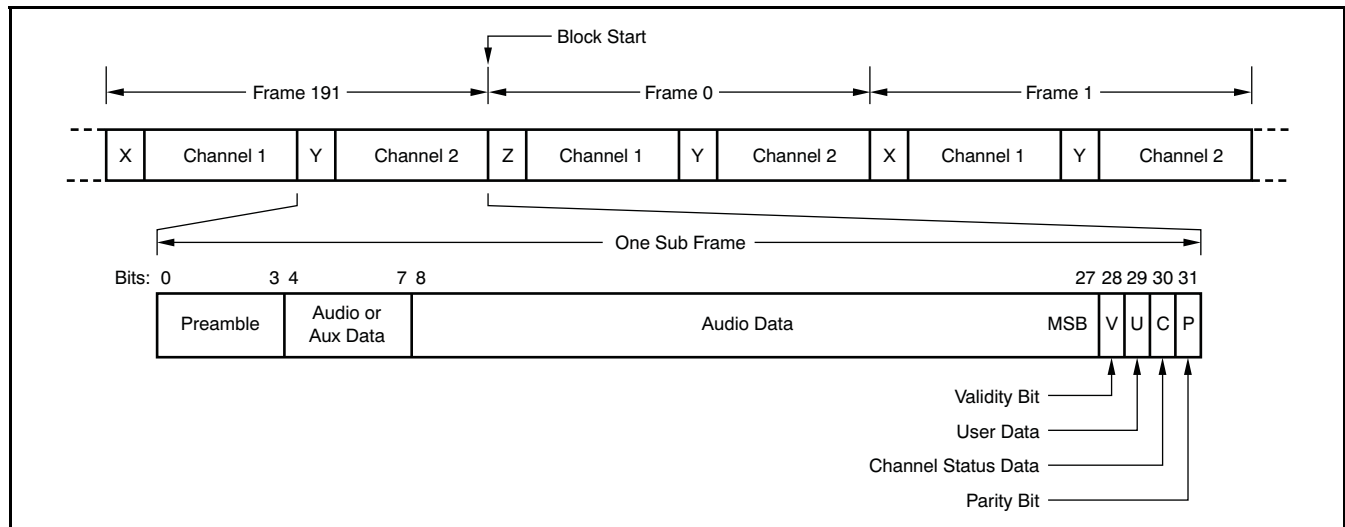 Block Start
Frame 191 Frame 0 Frame 1
X Channel 1 Y Channel 2 Z Channel 1 Y Channel 2 X Channel 1 Y Channel 2
One Sub Frame
Bits: 0 3 4 7 8 27 28 29 30 31
Preamble Audio or Aux Data Audio Data MSB V U C P
Validity Bit
User Data
Channel Status Data
Parity Bit